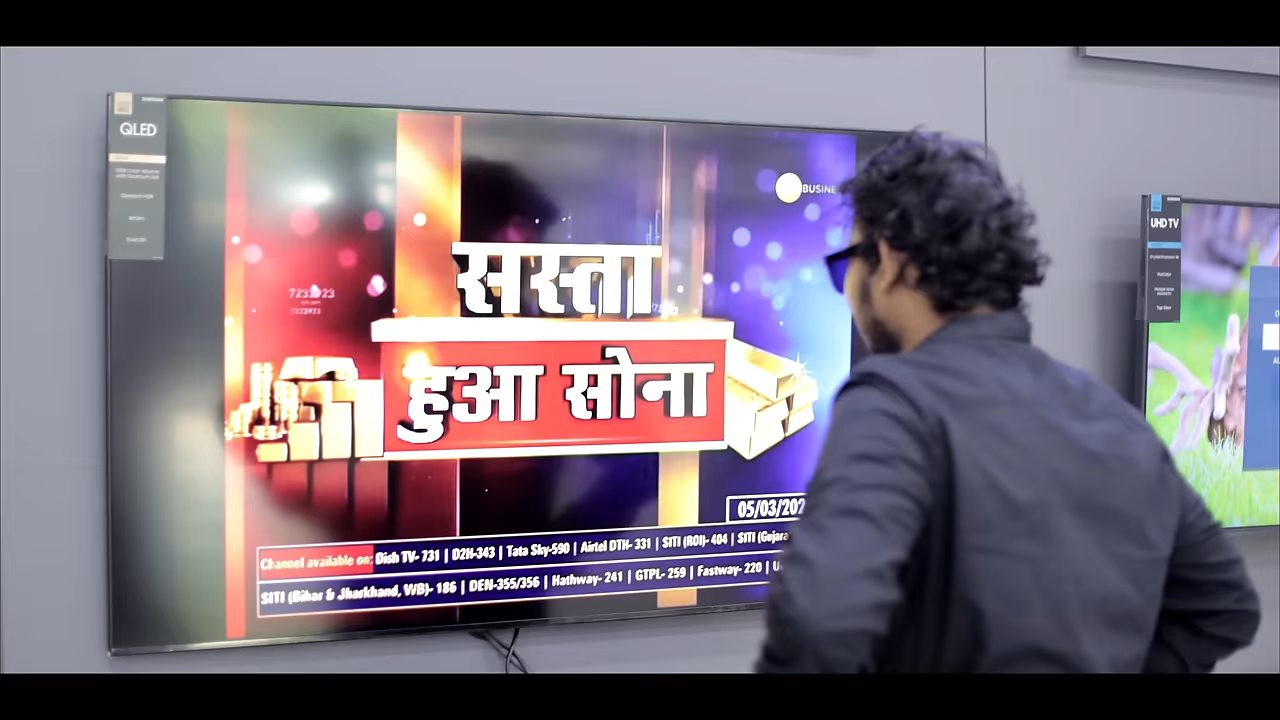 QLED
BUSINE
7233923
सस्ता
हुआ सोना
05/03/202
Channel available on: Dish TV- 731 | D2H-343 | Tata Sky-590 | Airtel DTH- 331 | SITI (ROI)- 404 | SITI (Gujara
SITI (Bihar & Jharkhand, WB)- 186 | DEN-355/356 | Hathway- 241 | GTPL- 259 | Fastway- 220 | U
UHD TV